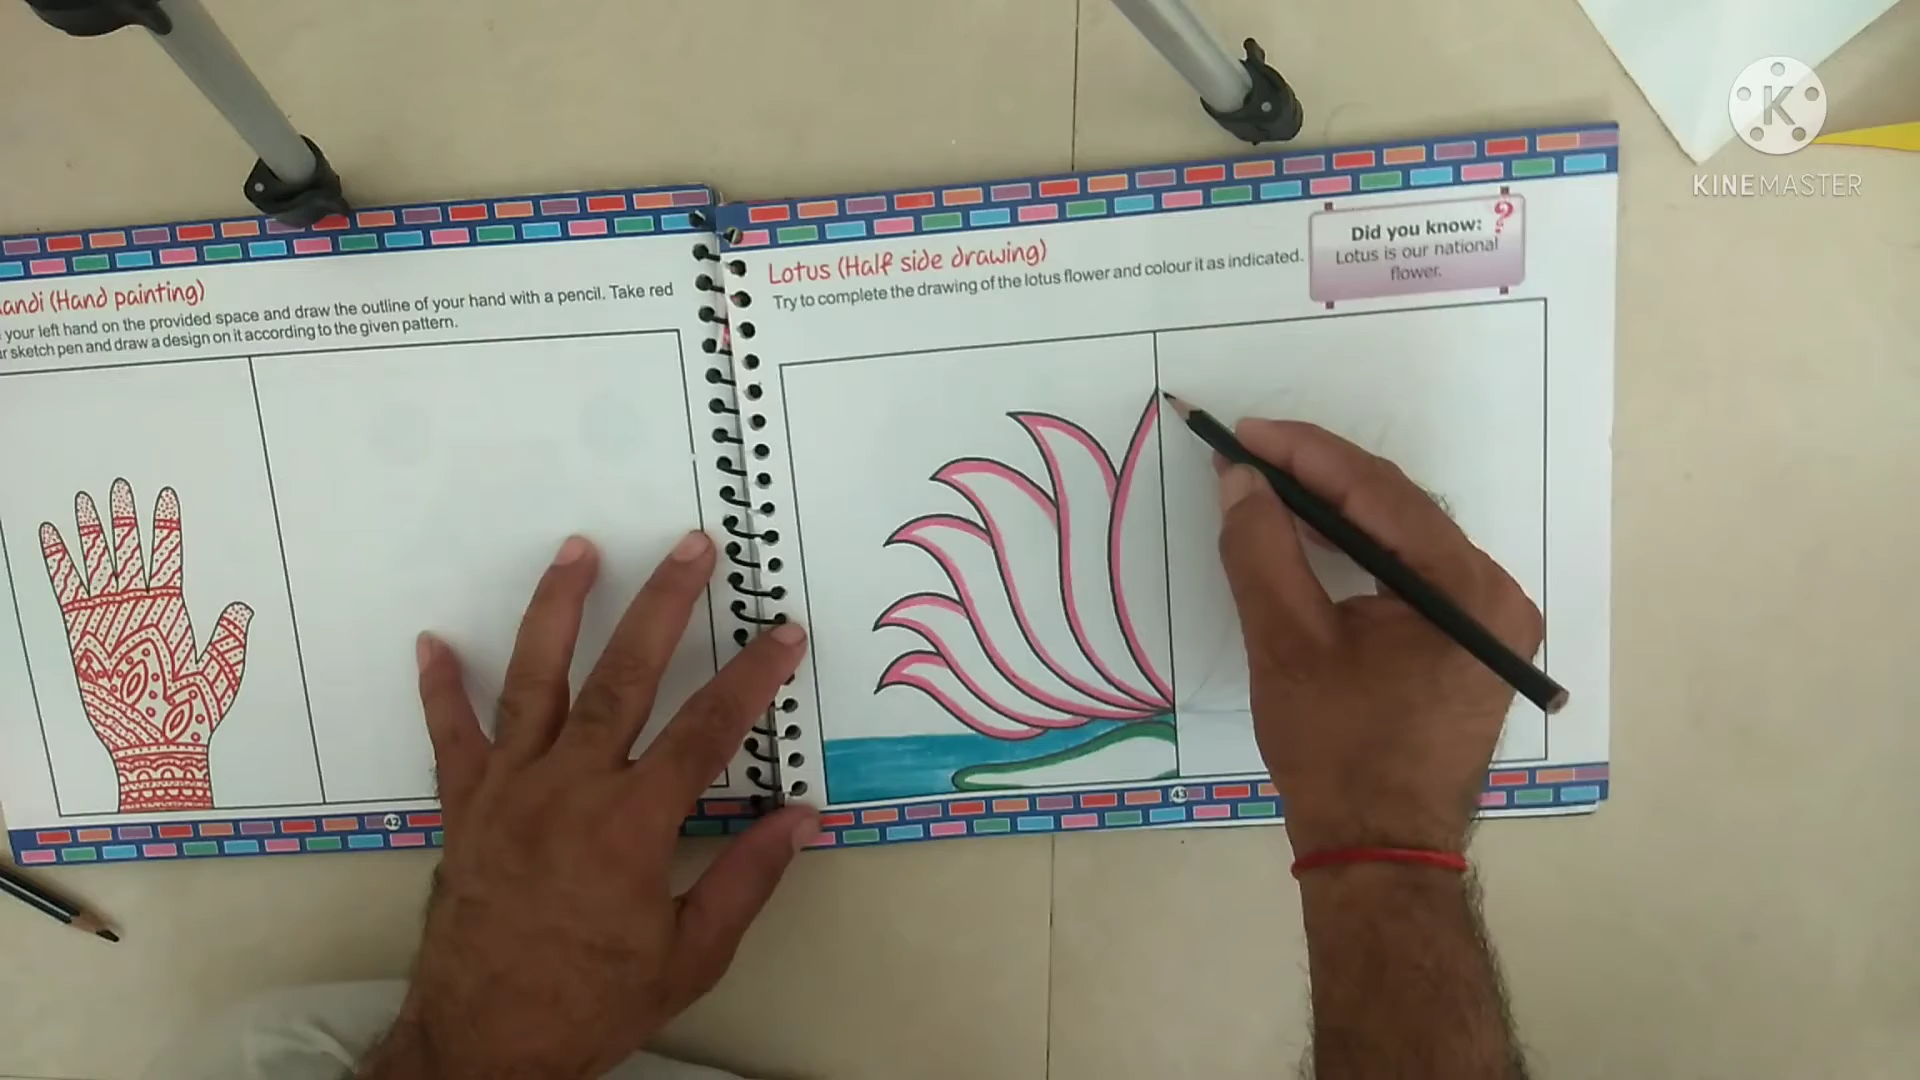 andi (Hand painting)
your left hand on the provided space and draw the outline of your hand with a pencil. Take red
sketch pen and draw a design on it according to the given pattern.
42
Lotus (Half side drawing)
Try to complete the drawing of the lotus flower and colour it as indicated.
Did you know: ?
Lotus is our national
flower.
43
K
KINEMASTER